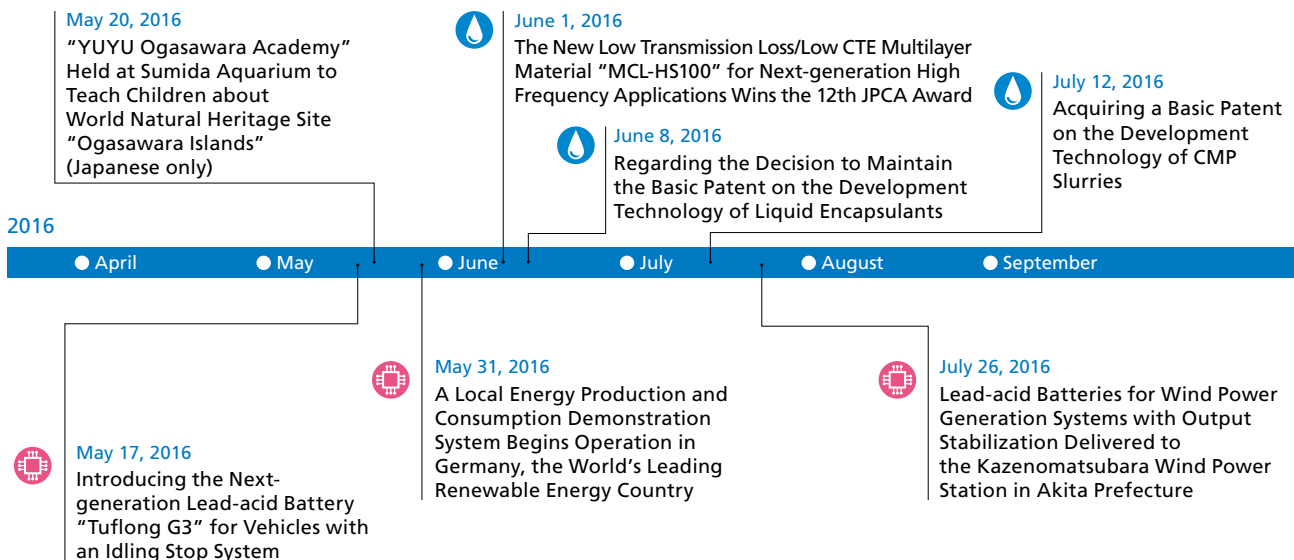 May 20, 2016
“YUYU Ogasawara Academy”
Held at Sumida Aquarium to
Teach Children about
World Natural Heritage Site
“Ogasawara Islands”
(Japanese only)
June 1, 2016
The New Low Transmission Loss/Low CTE Multilayer
Material “MCL-HS100” for Next-generation High
Frequency Applications Wins the 12th JPCA Award
June 8, 2016
Regarding the Decision to Maintain
the Basic Patent on the Development
Technology of Liquid Encapsulants
July 12, 2016
Acquiring a Basic Patent
on the Development
Technology of CMP
Slurries
2016
April
May
June
July
August
September
May 17, 2016
Introducing the Next-
generation Lead-acid Battery
“Tuflong G3” for Vehicles with
an Idling Stop System
May 31, 2016
A Local Energy Production and
Consumption Demonstration
System Begins Operation in
Germany, the World’s Leading
Renewable Energy Country
July 26, 2016
Lead-acid Batteries for Wind Power
Generation Systems with Output
Stabilization Delivered to
the Kazenomatsubara Wind Power
Station in Akita Prefecture